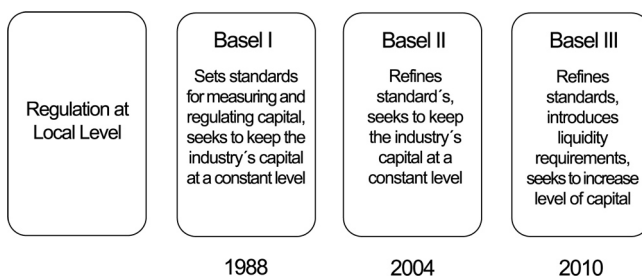 Regulation at
Local Level
Basel I
Sets standards
for measuring and
regulating capital,
seeks to keep the
industry´s capital
at a constant level
1988
Basel II
Refines
standard´s,
seeks to keep
the industry´s
capital at a
constant level
2004
Basel III
Refines
standards,
introduces
liquidity
requirements,
seeks to increase
level of capital
2010